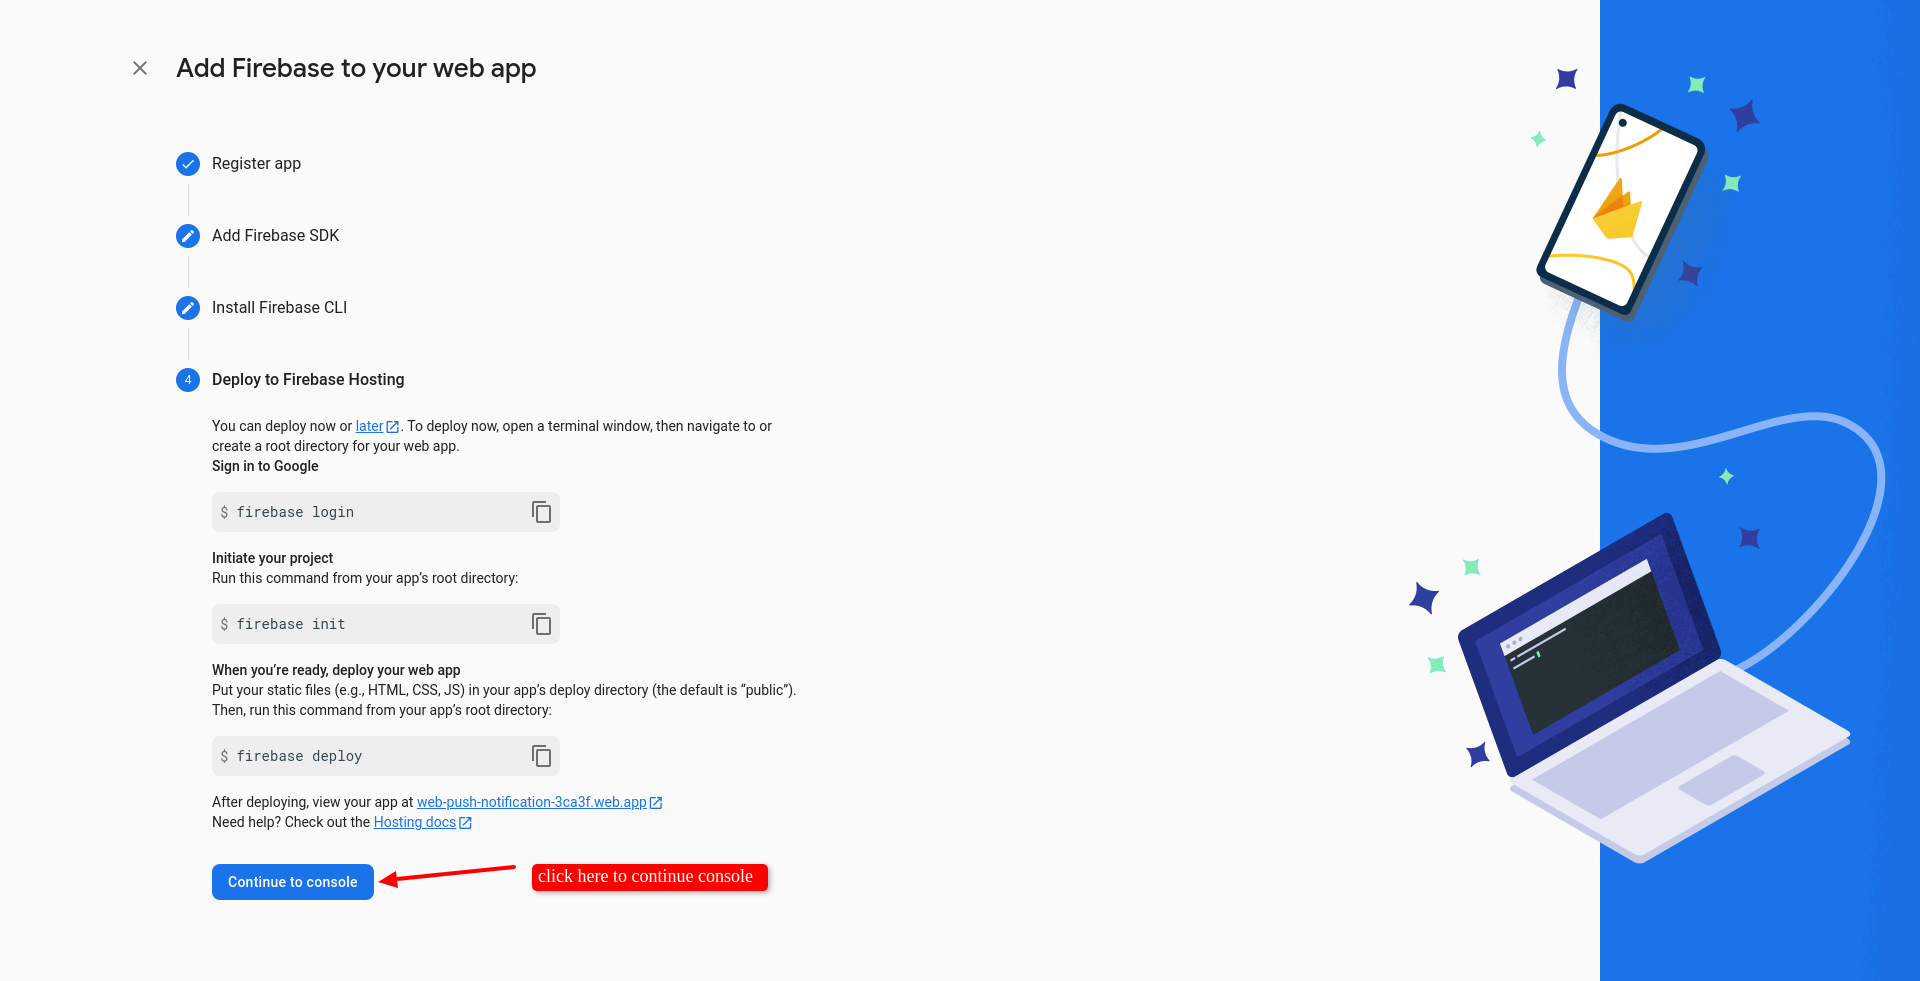 Add Firebase to your web app
Register app
Add Firebase SDK
Install Firebase CLI
4
Deploy to Firebase Hosting
You can deploy now or later. To deploy now, open a terminal window, then navigate to or
create a root directory for your web app.
Sign in to Google
$ firebase login
Initiate your project
Run this command from your app’s root directory:
$ firebase init
When you’re ready, deploy your web app
Put your static files (e.g., HTML, CSS, JS) in your app’s deploy directory (the default is “public”).
Then, run this command from your app’s root directory:
$ firebase deploy
After deploying, view your app at web-push-notification-3ca3f.web.app
Need help? Check out the Hosting docs
Continue to console
click here to continue console